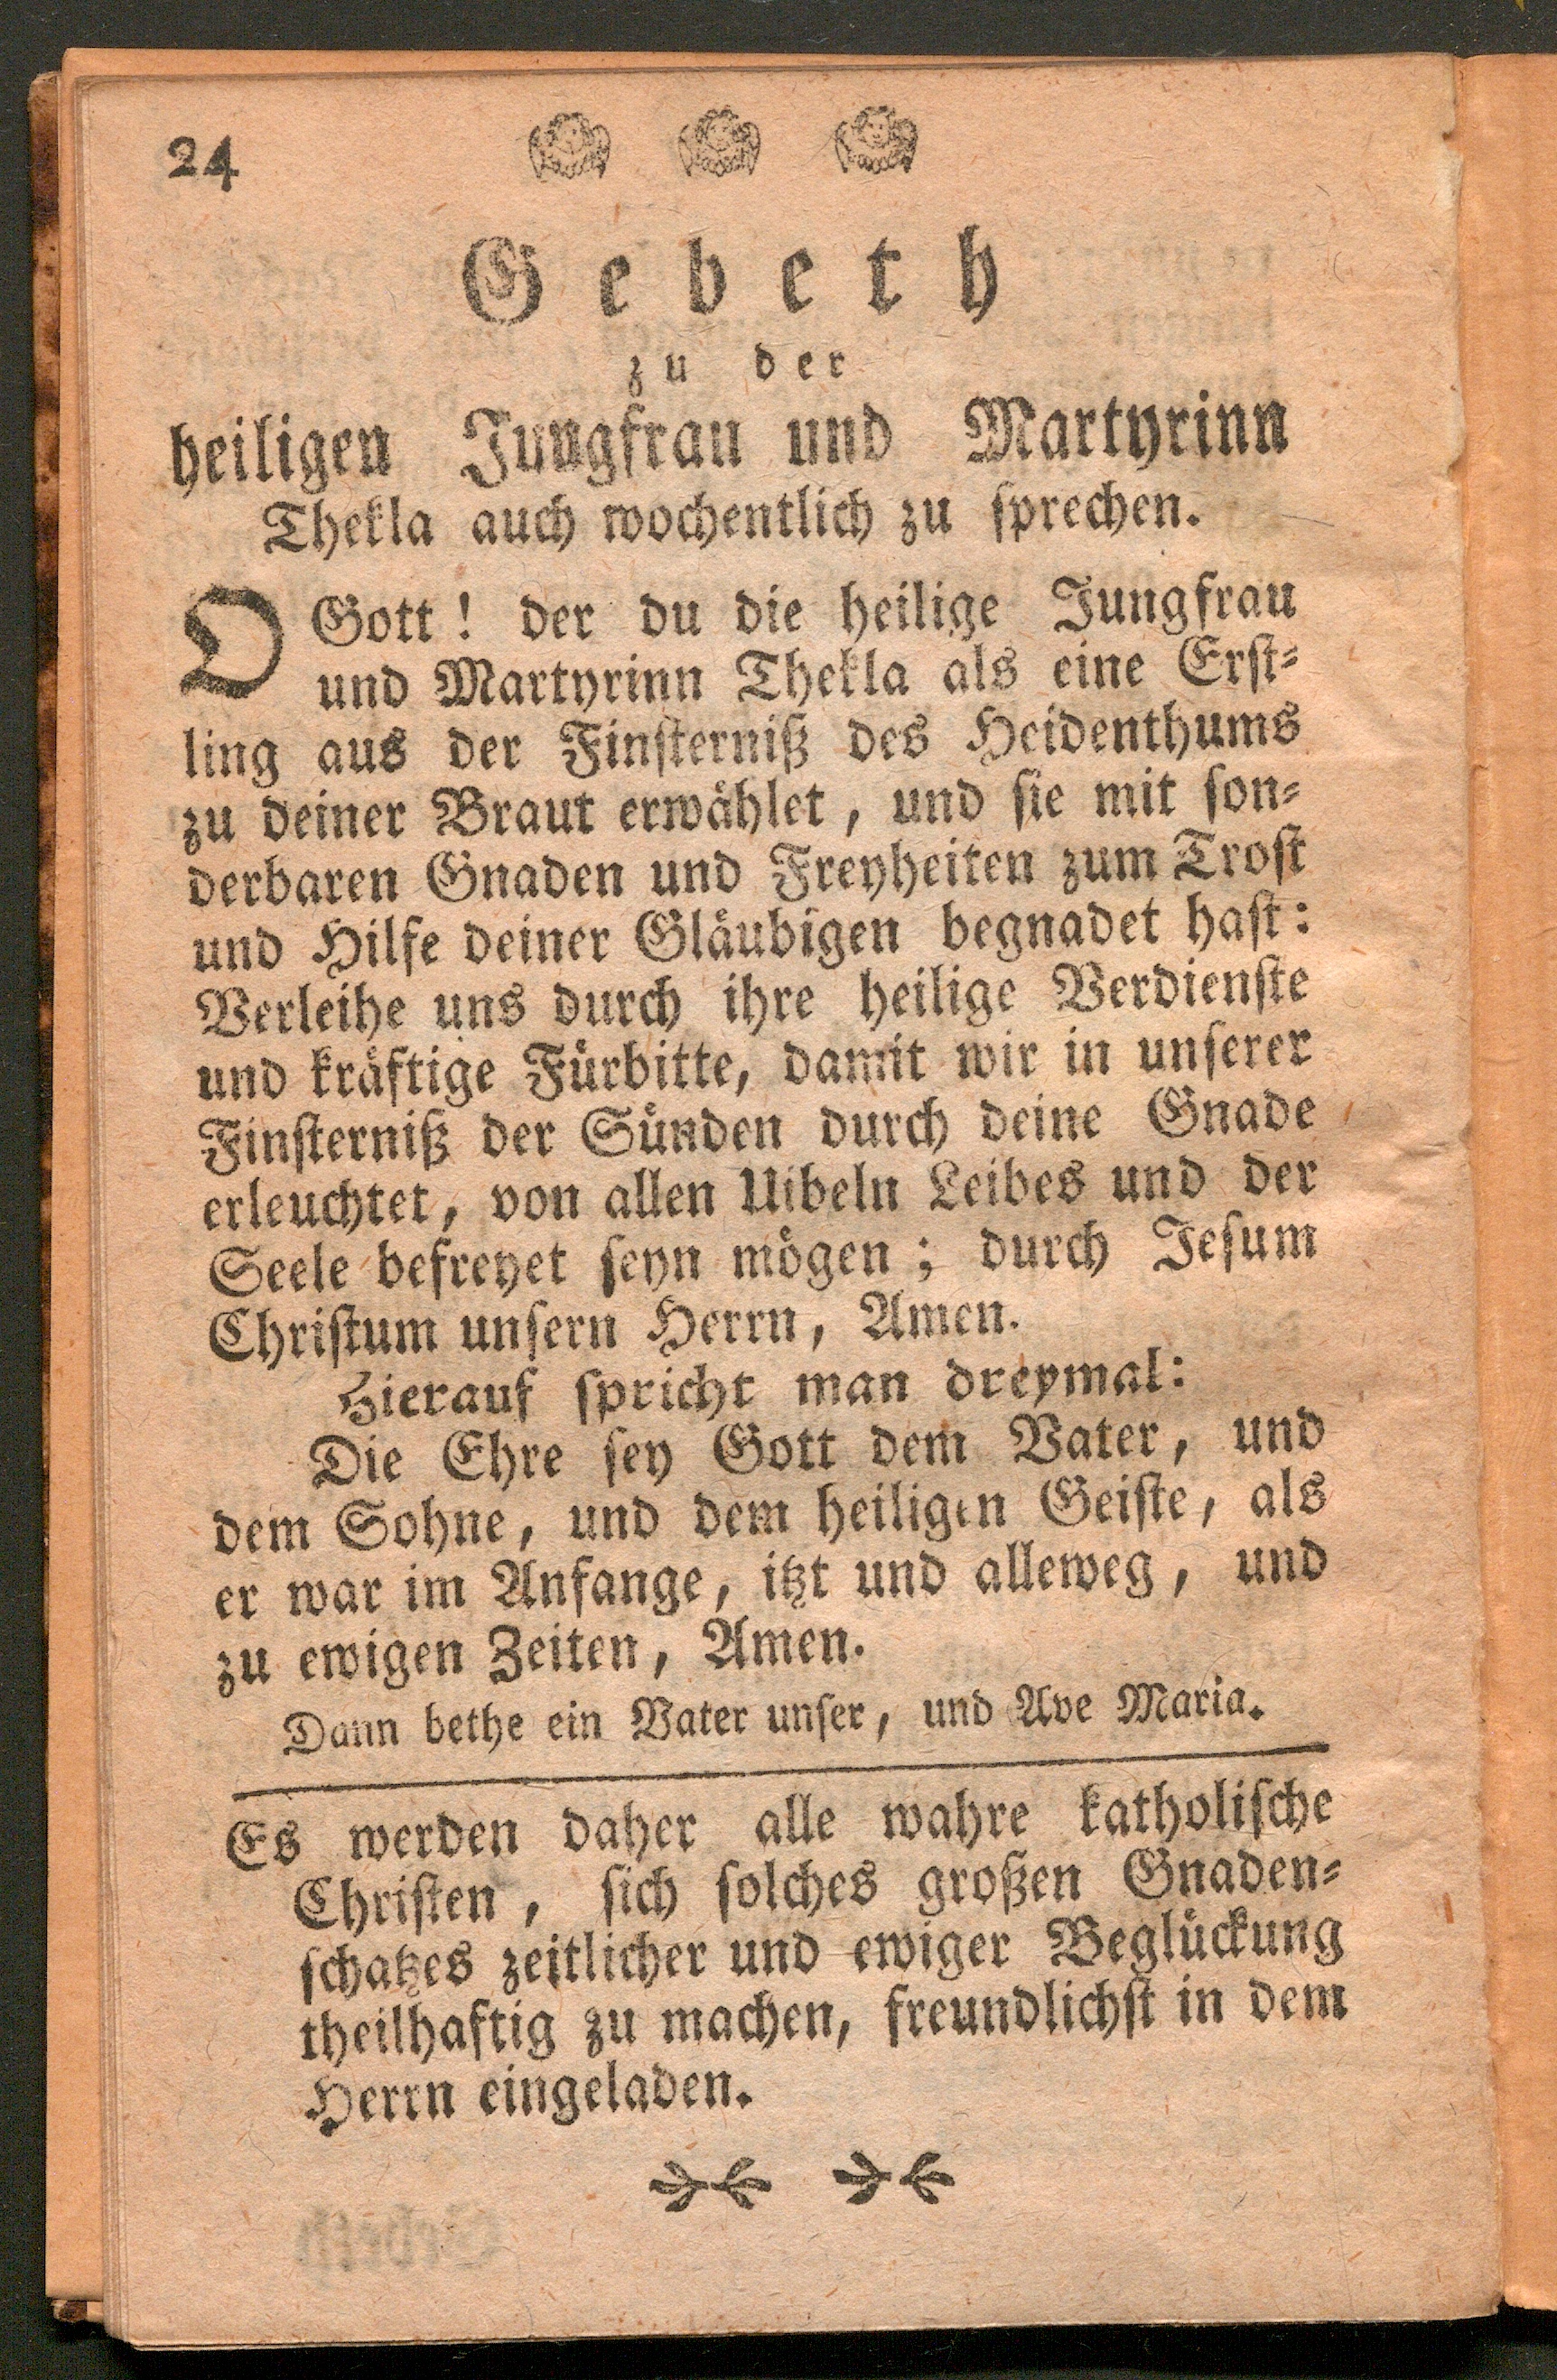 24
Gebeth
zu der
heiligen Jungfrau und Martyrinn
Thekla auch wochentlich zu sprechen.
O Gott! der du die heilige Jungfrau
und Martyrinn Thekla als eine Erst-
ling aus der Finsterniß des Heidenthums
zu deiner Braut erwählet, und sie mit son-
derbaren Gnaden und Freyheiten zum Trost
und Hilfe deiner Gläubigen begnadet hast:
Verleihe uns durch ihre heilige Verdienste
und kräftige Fürbitte, damit wir in unserer
Finsterniß der Sünden durch deine Gnade
erleuchtet, von allen Uibeln Leibes und der
Seele befreyet seyn mögen; durch Jesum
Christum unsern Herrn, Amen.
Hierauf spricht man dreymal:
Die Ehre sey Gott dem Vater, und
dem Sohne, und dem heiligen Geiste, als
er war im Anfange, itzt und alleweg, und
zu ewigen Zeiten, Amen.
Dann bethe ein Vater unser, und Ave Maria.
Es werden daher alle wahre katholische
Christen, sich solches großen Gnaden-
schatzes zeitlicher und ewiger Beglückung
theilhaftig zu machen, freundlichst in dem
Herrn eingeladen.